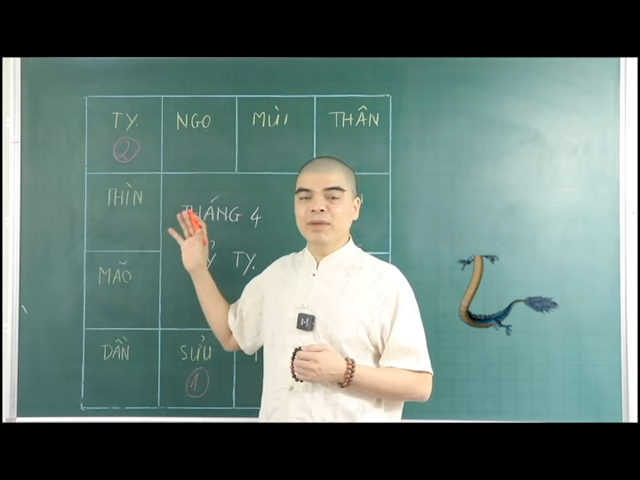 TỴ. NGỌ MÙI THÂN
②
THÌN
THÁNG 4
TỴ.
MÃO
DẦN SỬU
①